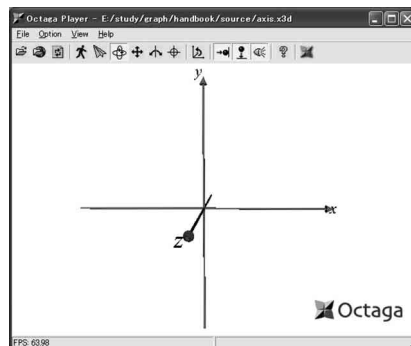 Octaga Player - E:/study/graph/handbook/source/axis.x3d
File Option View Help
y
x
z
Octaga
FPS: 63.98